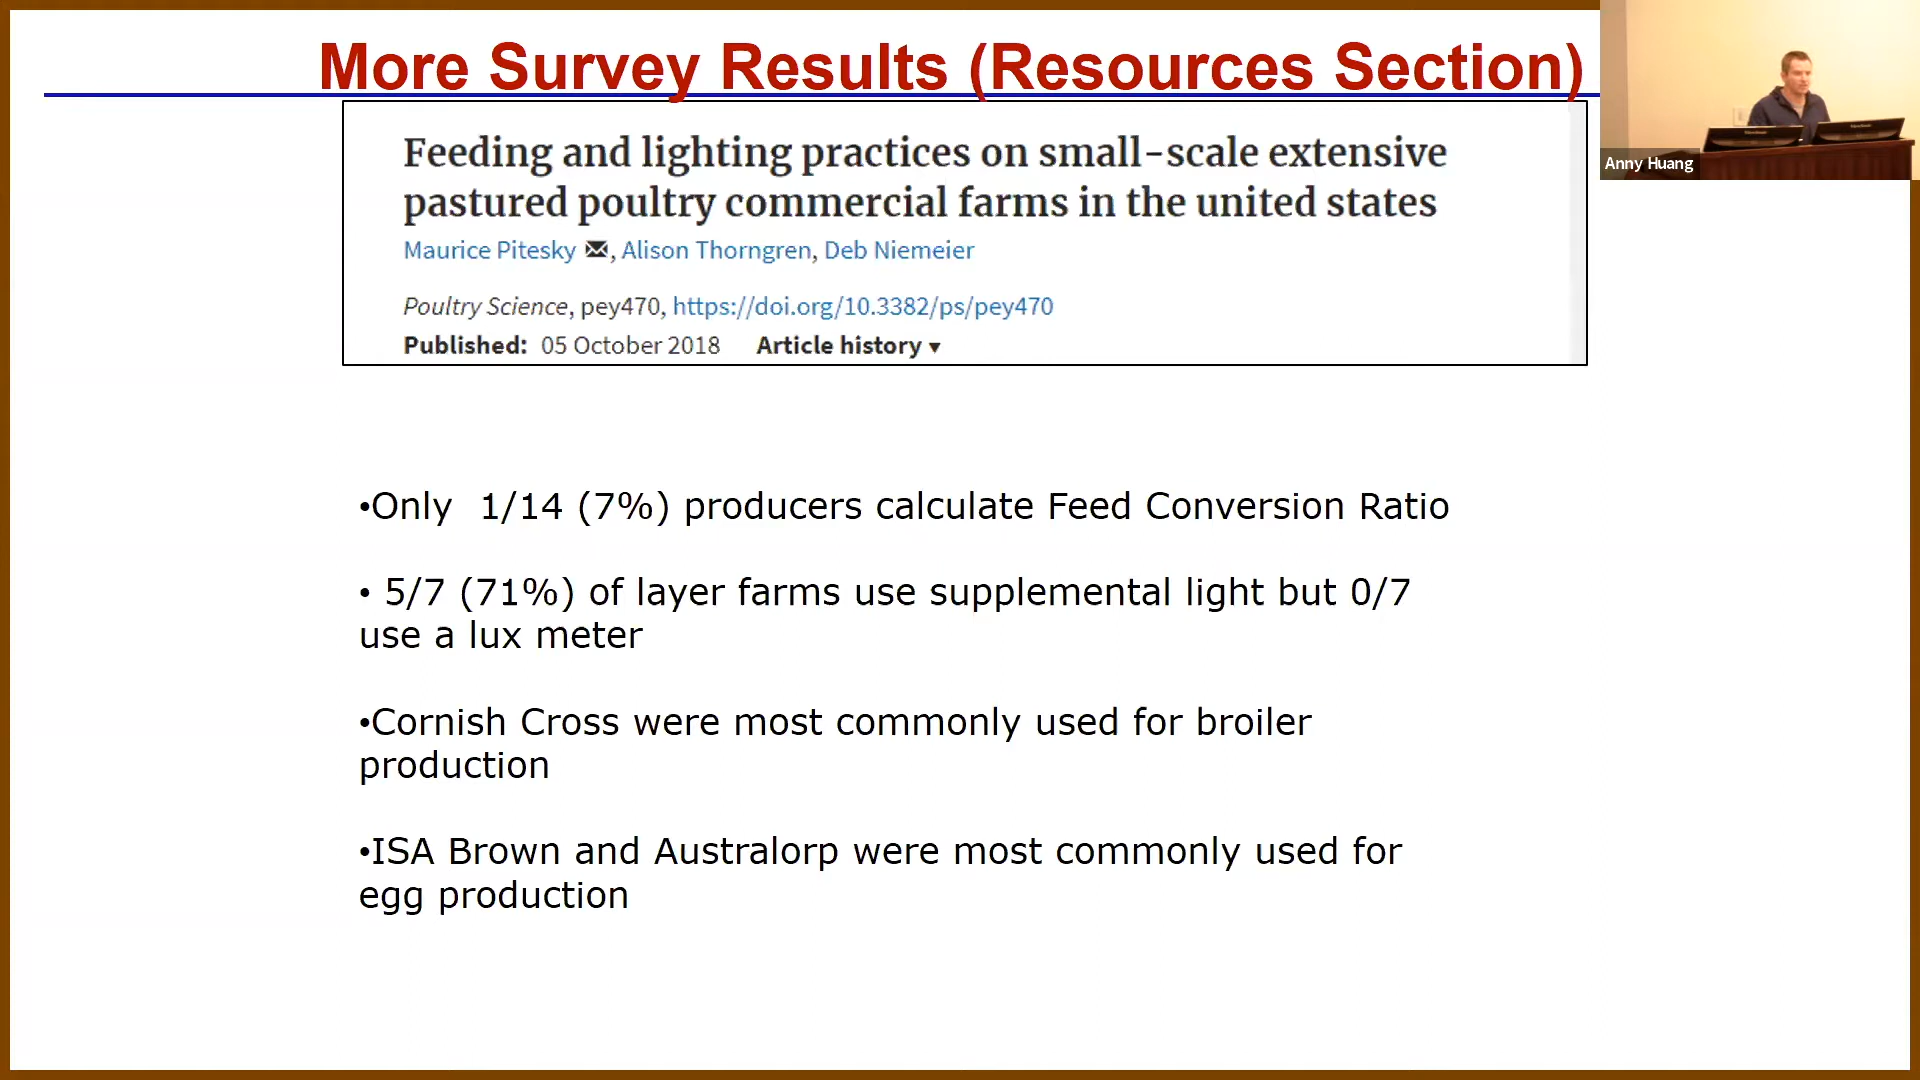 More Survey Results (Resources Section)
Anny Huang
Feeding and lighting practices on small-scale extensive
pastured poultry commercial farms in the united states
Maurice Pitesky ✉, Alison Thorngren, Deb Niemeier
Poultry Science, pey470, https://doi.org/10.3382/ps/pey470
Published: 05 October 2018 Article history ▾
•Only 1/14 (7%) producers calculate Feed Conversion Ratio
• 5/7 (71%) of layer farms use supplemental light but 0/7
use a lux meter
•Cornish Cross were most commonly used for broiler
production
•ISA Brown and Australorp were most commonly used for
egg production